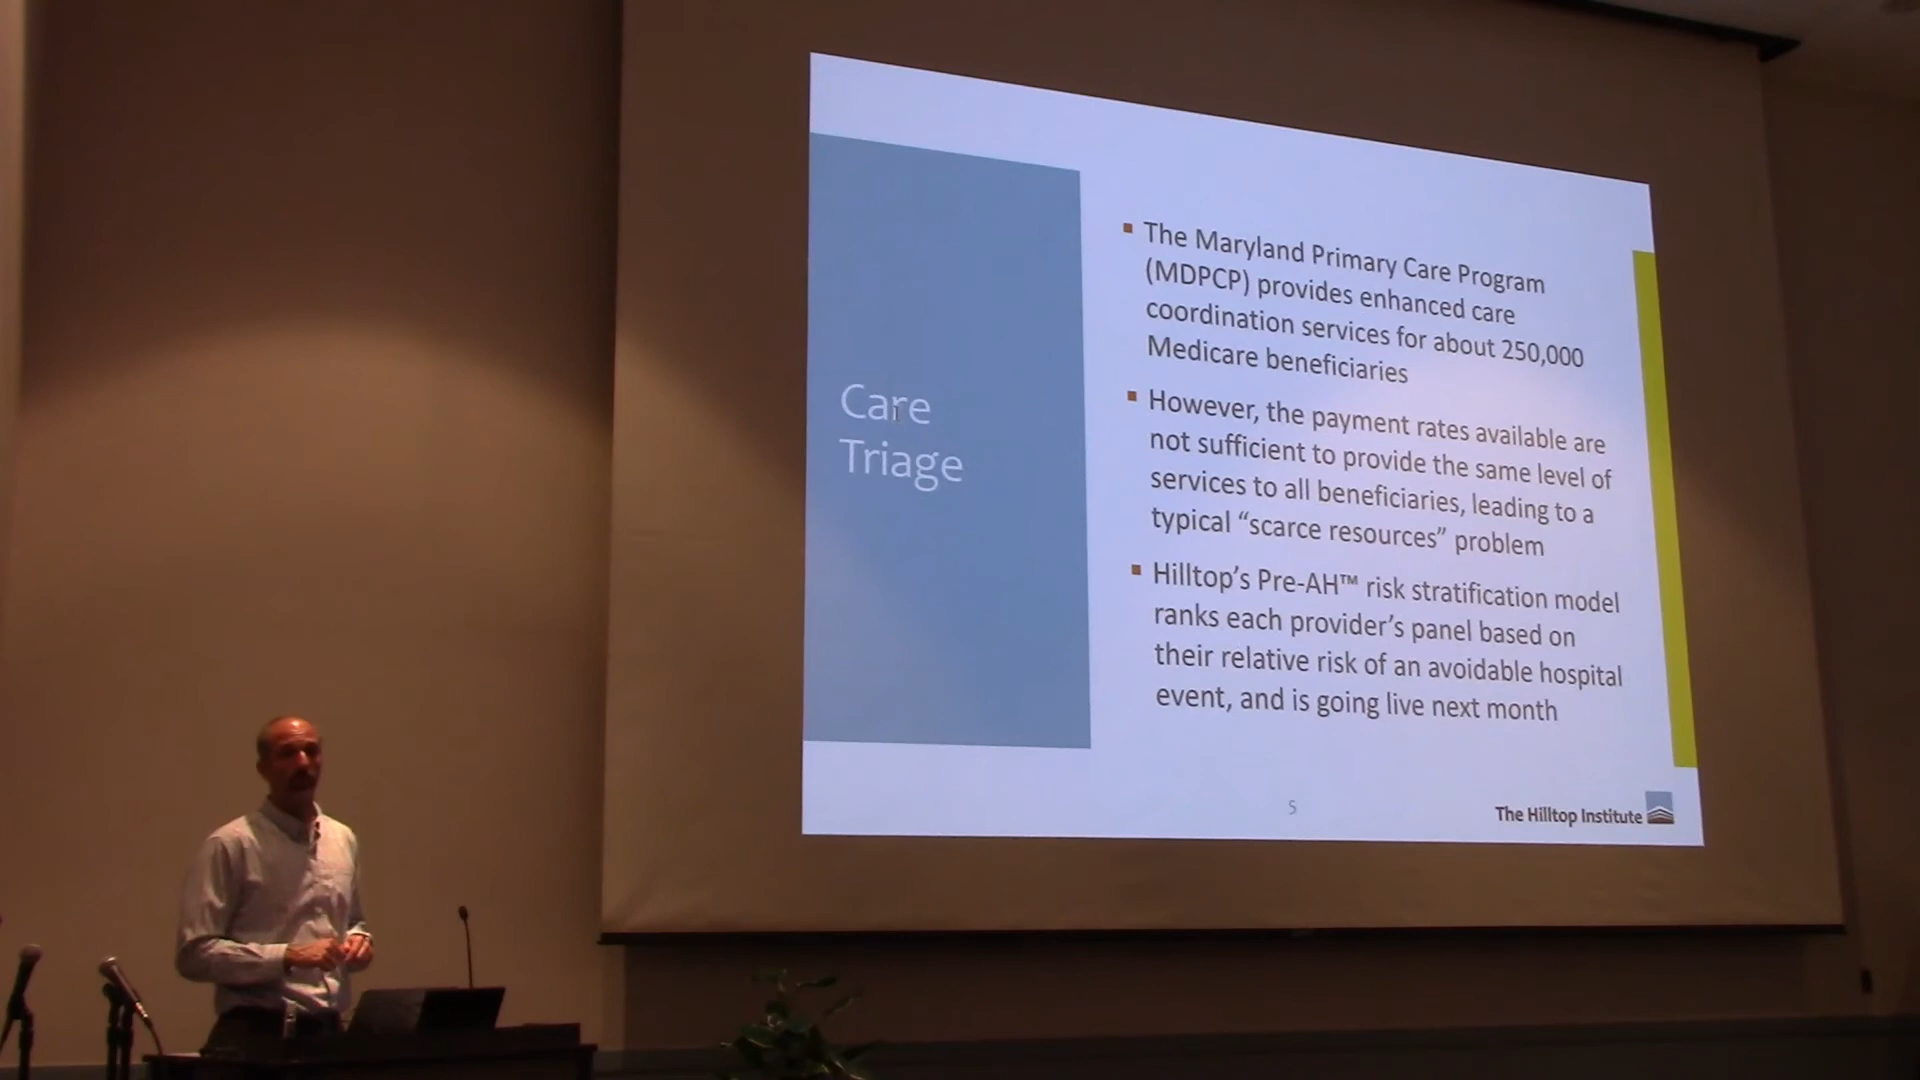 Care
Triage
▪ The Maryland Primary Care Program
(MDPCP) provides enhanced care
coordination services for about 250,000
Medicare beneficiaries
▪ However, the payment rates available are
not sufficient to provide the same level of
services to all beneficiaries, leading to a
typical “scarce resources” problem
▪ Hilltop’s Pre-AH™ risk stratification model
ranks each provider’s panel based on
their relative risk of an avoidable hospital
event, and is going live next month
5
The Hilltop Institute